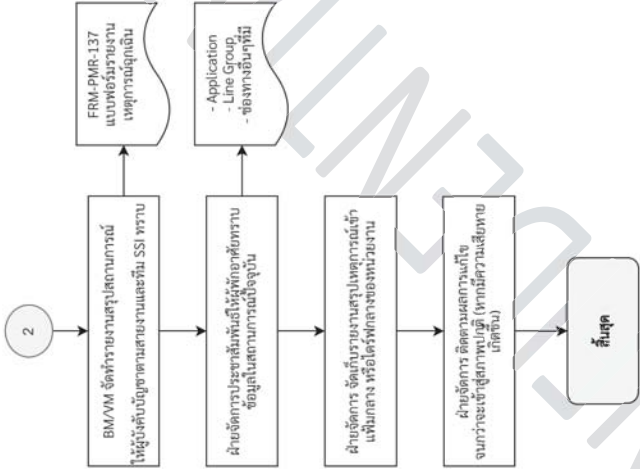 2
BM/VM จัดทำรายงานสรุปสถานการณ์
ให้ผู้บังคับบัญชาตามสายงานและทีม SSI ทราบ
FRM-PMR-137
แบบฟอร์มรายงาน
เหตุการณ์ฉุกเฉิน
ฝ่ายจัดการประชาสัมพันธ์ให้ผู้พักอาศัยทราบ
ข้อมูลในสถานการณ์ปัจจุบัน
- Application
- Line Group
- ช่องทางอื่นๆที่มี
ฝ่ายจัดการ จัดเก็บรายงานสรุปเหตุการณ์เข้า
แฟ้มกลาง หรือไดร์ฟกลางของหน่วยงาน
ฝ่ายจัดการ ติดตามผลการแก้ไข
จนกว่าจะเข้าสู่สภาพปกติ (หากมีความเสียหาย
เกิดขึ้น)
สิ้นสุด